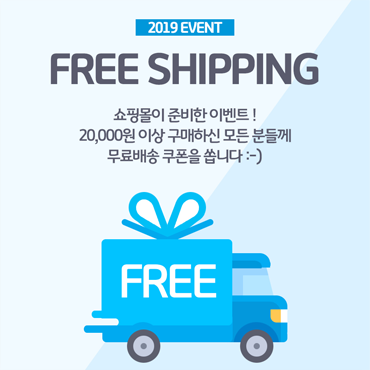 2019 EVENT
FREE SHIPPING
쇼핑몰이 준비한 이벤트 !
20,000원 이상 구매하신 모든 분들께
무료배송 쿠폰을 쏩니다 :-)
FREE